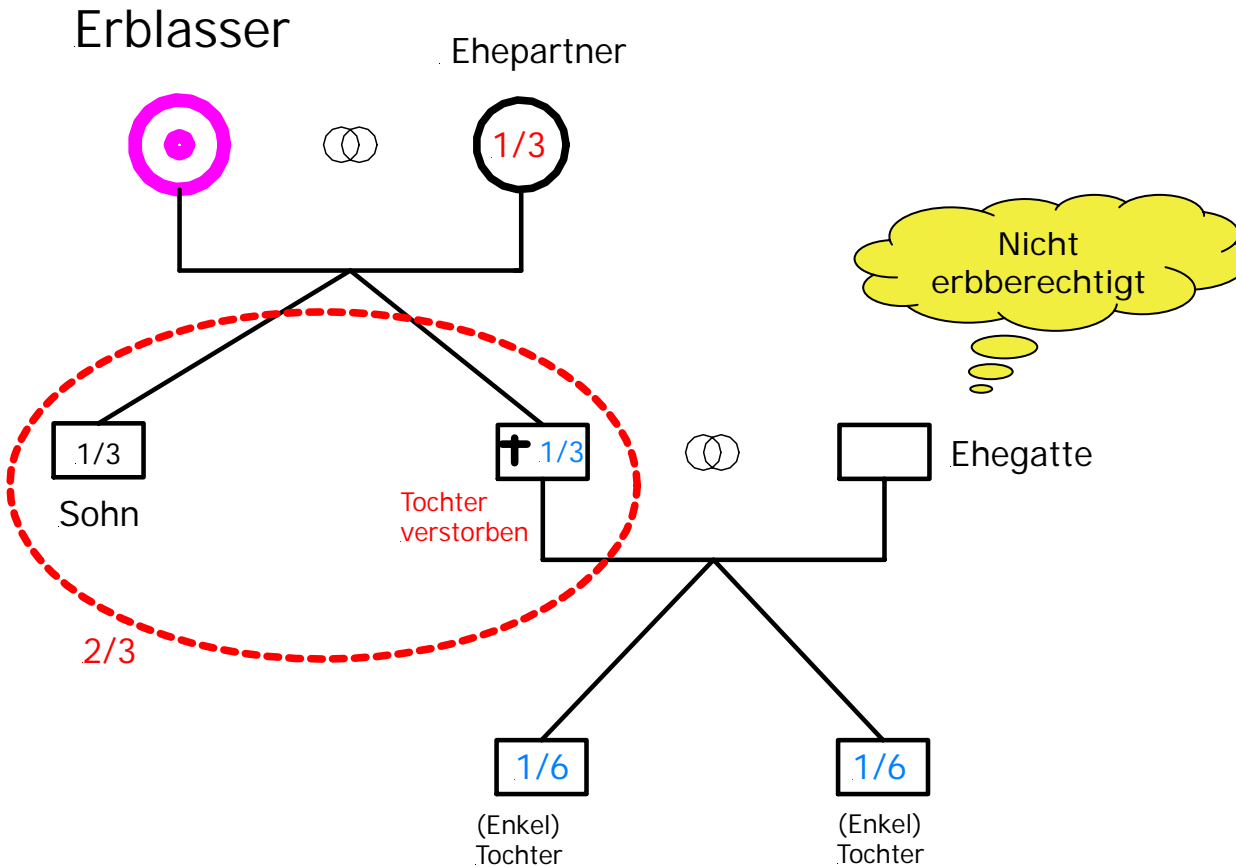 Erblasser
Ehepartner
1/3
Nicht
erbberechtigt
1/3
1/3
Ehegatte
Sohn
Tochter
verstorben
2/3
1/6
1/6
(Enkel)
Tochter
(Enkel)
Tochter